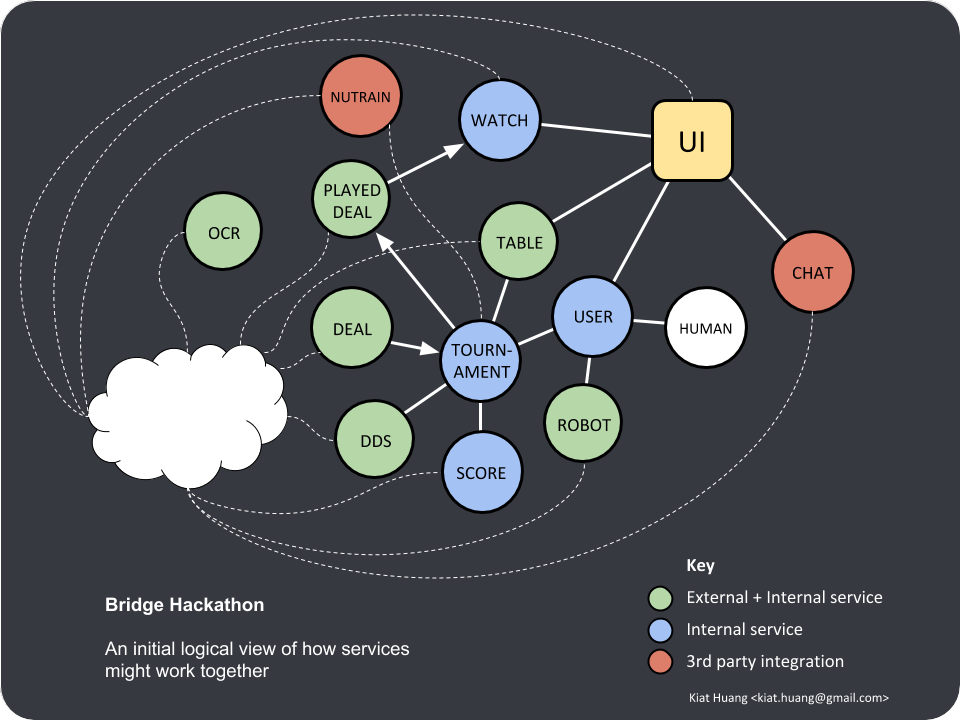 NUTRAIN
WATCH
UI
PLAYED
DEAL
OCR
TABLE
CHAT
DEAL
USER
HUMAN
TOURN-
AMENT
ROBOT
DDS
SCORE
Key
External + Internal service
Internal service
3rd party integration
Bridge Hackathon
An initial logical view of how services
might work together
Kiat Huang <kiat.huang@gmail.com>